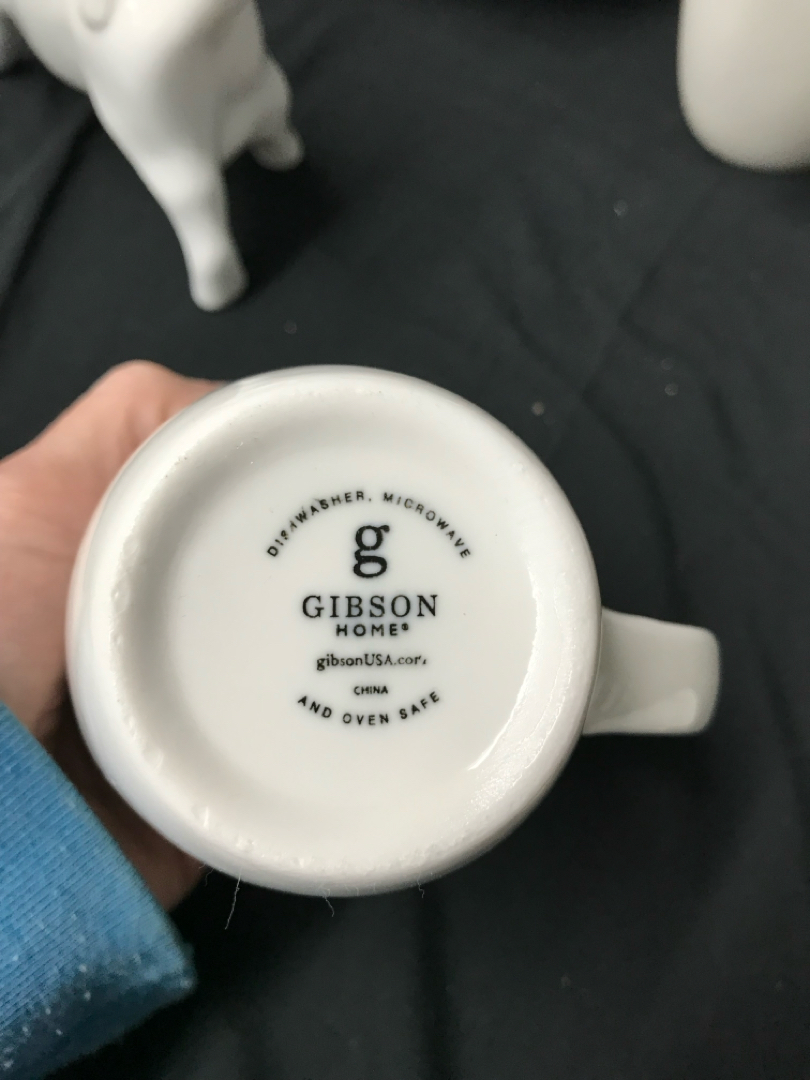 DISHWASHER, MICROWAVE
g
GIBSON
HOME®
gibsonUSA.com
CHINA
AND OVEN SAFE